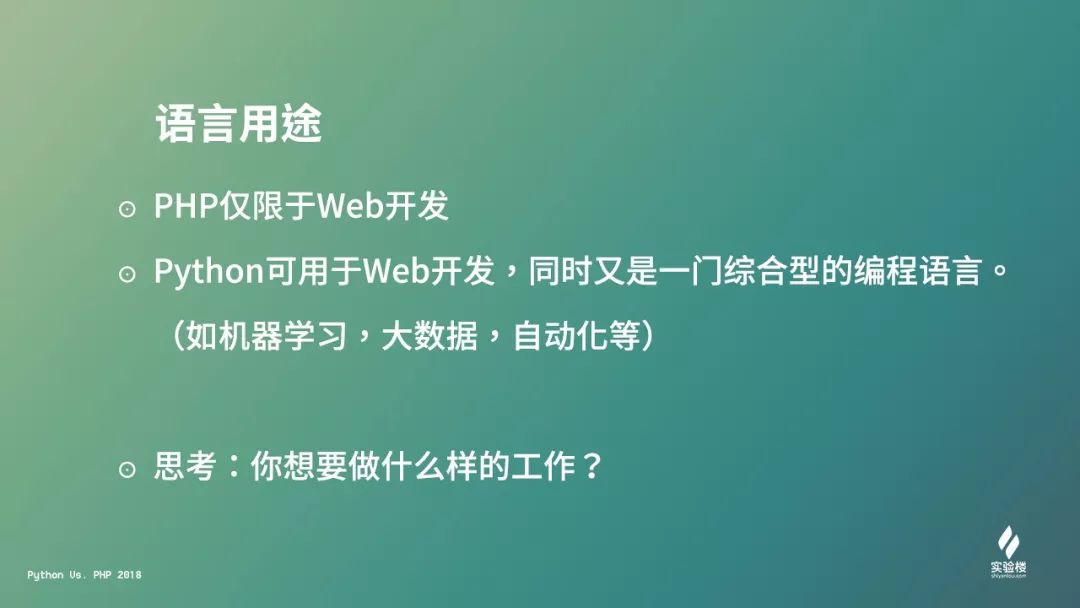 语言用途
PHP仅限于Web开发
Python可用于Web开发，同时又是一门综合型的编程语言。
（如机器学习，大数据，自动化等）
思考：你想要做什么样的工作？
Python Vs. PHP 2018
实验楼
shiyanlou.com